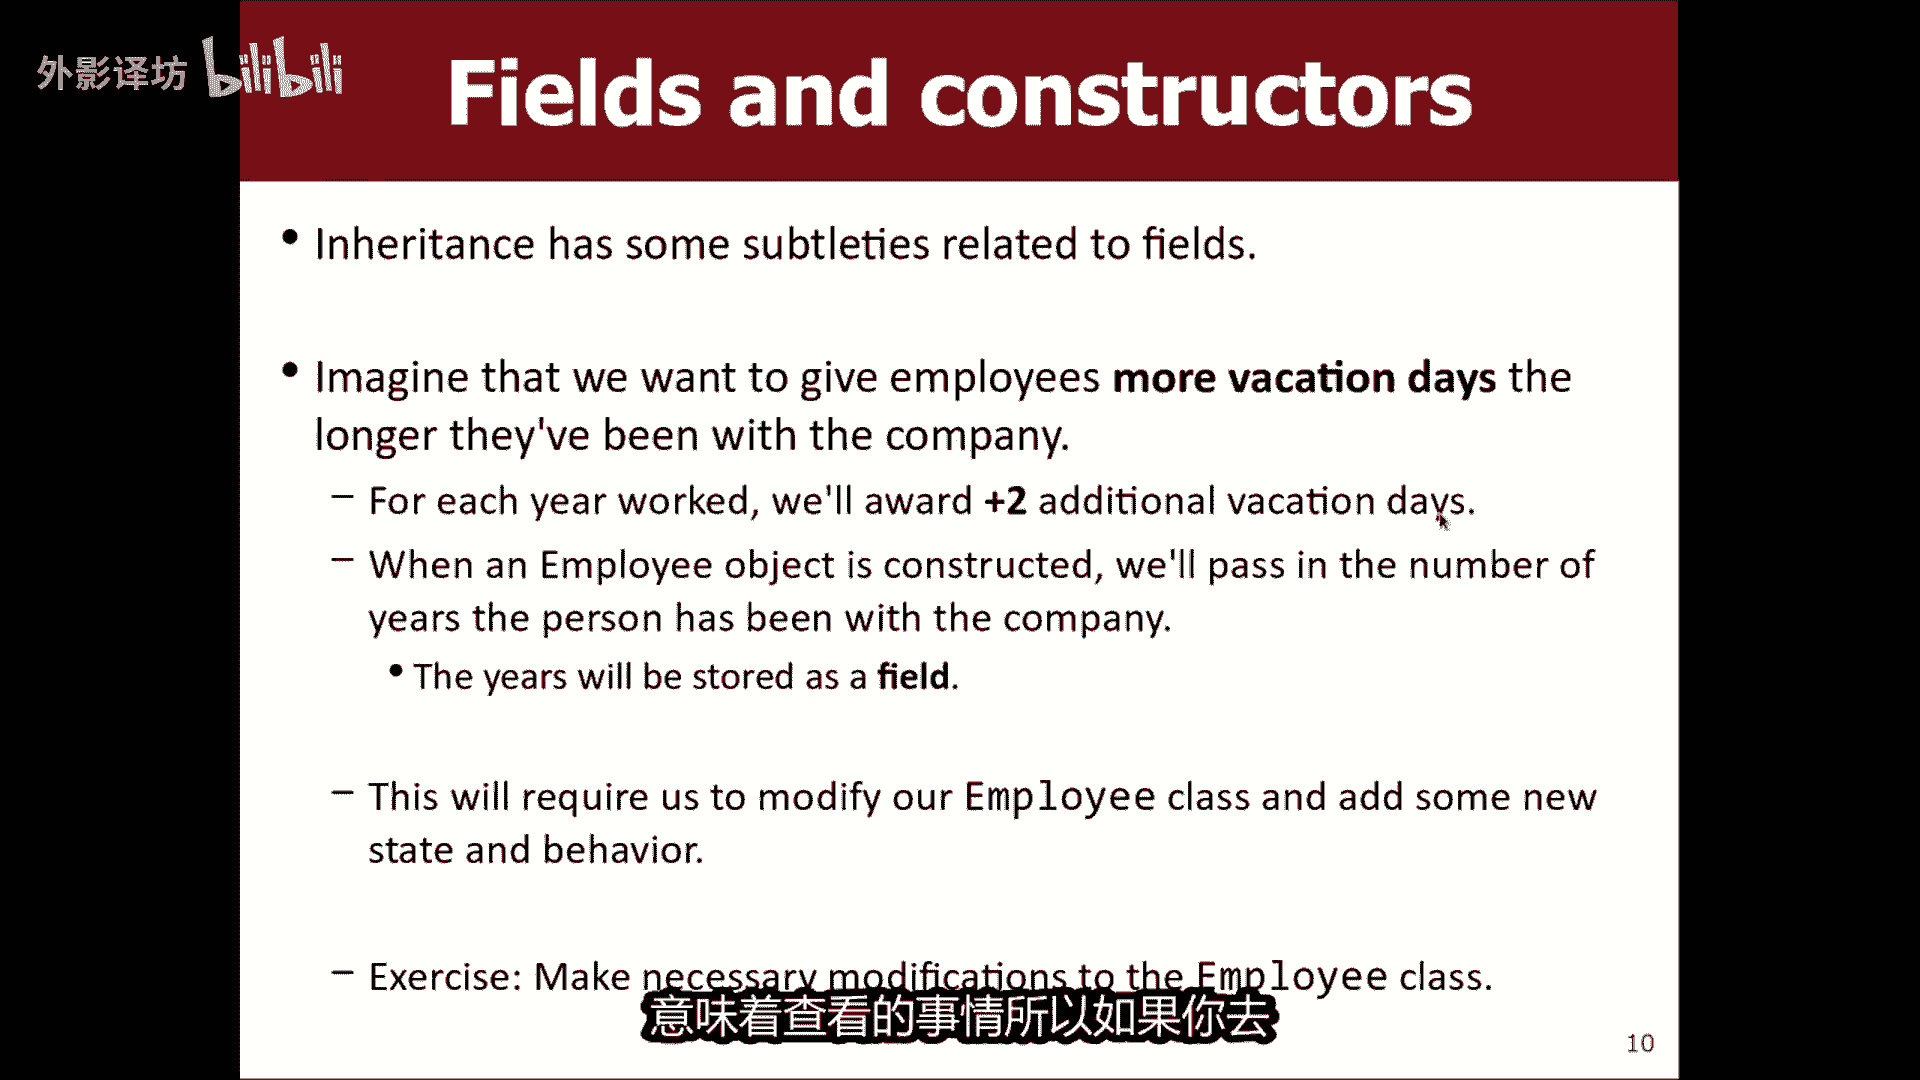 外影译坊 bilibili
Fields and constructors
• Inheritance has some subtleties related to fields.
• Imagine that we want to give employees more vacation days the
longer they've been with the company.
– For each year worked, we'll award +2 additional vacation days.
– When an Employee object is constructed, we'll pass in the number of
years the person has been with the company.
• The years will be stored as a field.
– This will require us to modify our Employee class and add some new
state and behavior.
– Exercise: Make necessary modifications to the Employee class.
意味着查看的事情所以如果你去
10